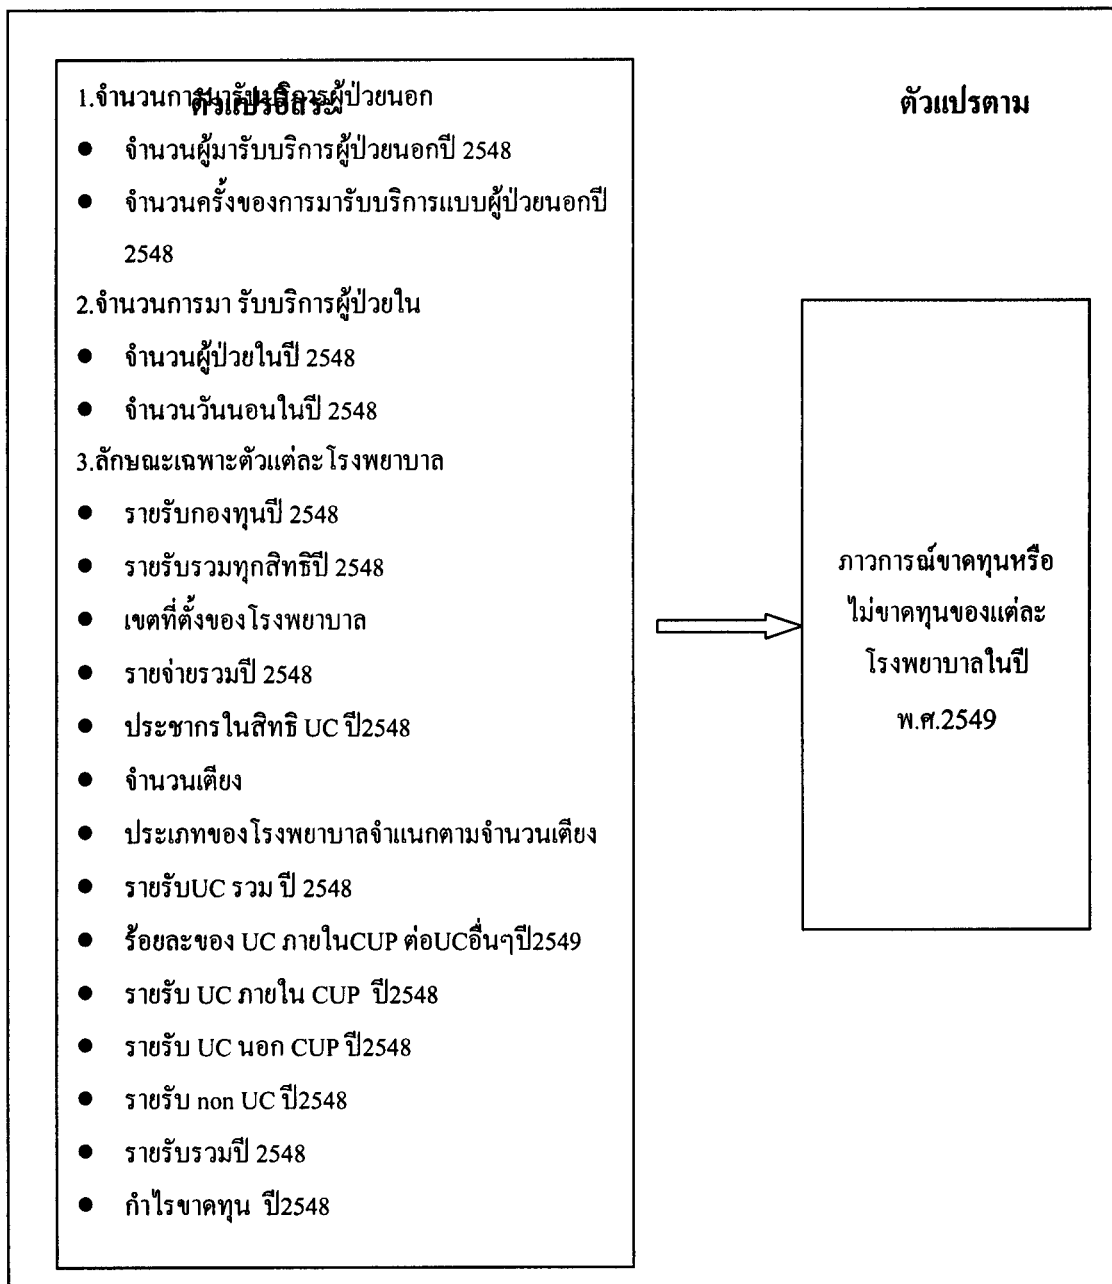 ตัวแปรอิสระ
ตัวแปรตาม
1.จำนวนการมารับบริการผู้ป่วยนอก
● จำนวนผู้มารับบริการผู้ป่วยนอกปี 2548
● จำนวนครั้งของการมารับบริการแบบผู้ป่วยนอกปี
2548
2.จำนวนการมา รับบริการผู้ป่วยใน
● จำนวนผู้ป่วยในปี 2548
● จำนวนวันนอนในปี 2548
3.ลักษณะเฉพาะตัวแต่ละโรงพยาบาล
● รายรับกองทุนปี 2548
● รายรับรวมทุกสิทธิปี 2548
● เขตที่ตั้งของโรงพยาบาล
● รายจ่ายรวมปี 2548
● ประชากรในสิทธิ UC ปี2548
● จำนวนเตียง
● ประเภทของโรงพยาบาลจำแนกตามจำนวนเตียง
● รายรับUC รวม ปี 2548
● ร้อยละของ UC ภายในCUP ต่อUCอื่นๆปี2549
● รายรับ UC ภายใน CUP ปี2548
● รายรับ UC นอก CUP ปี2548
● รายรับ non UC ปี2548
● รายรับรวมปี 2548
● กำไรขาดทุน ปี2548
ภาวการณ์ขาดทุนหรือ
ไม่ขาดทุนของแต่ละ
โรงพยาบาลในปี
พ.ศ.2549